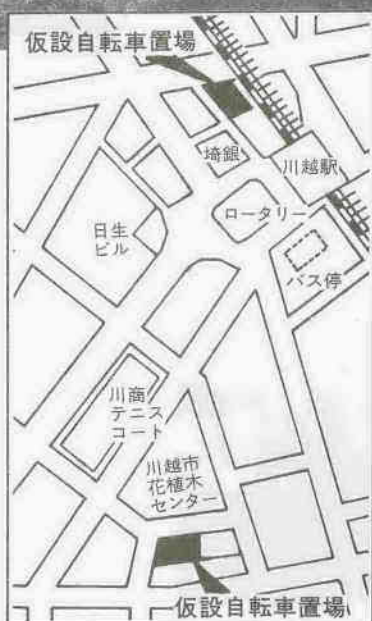 仮設自転車置場
埼銀
川越駅
ロータリー
日生
ビル
バス停
川商
テニス
コート
川越市
花植木
センター
仮設自転車置場